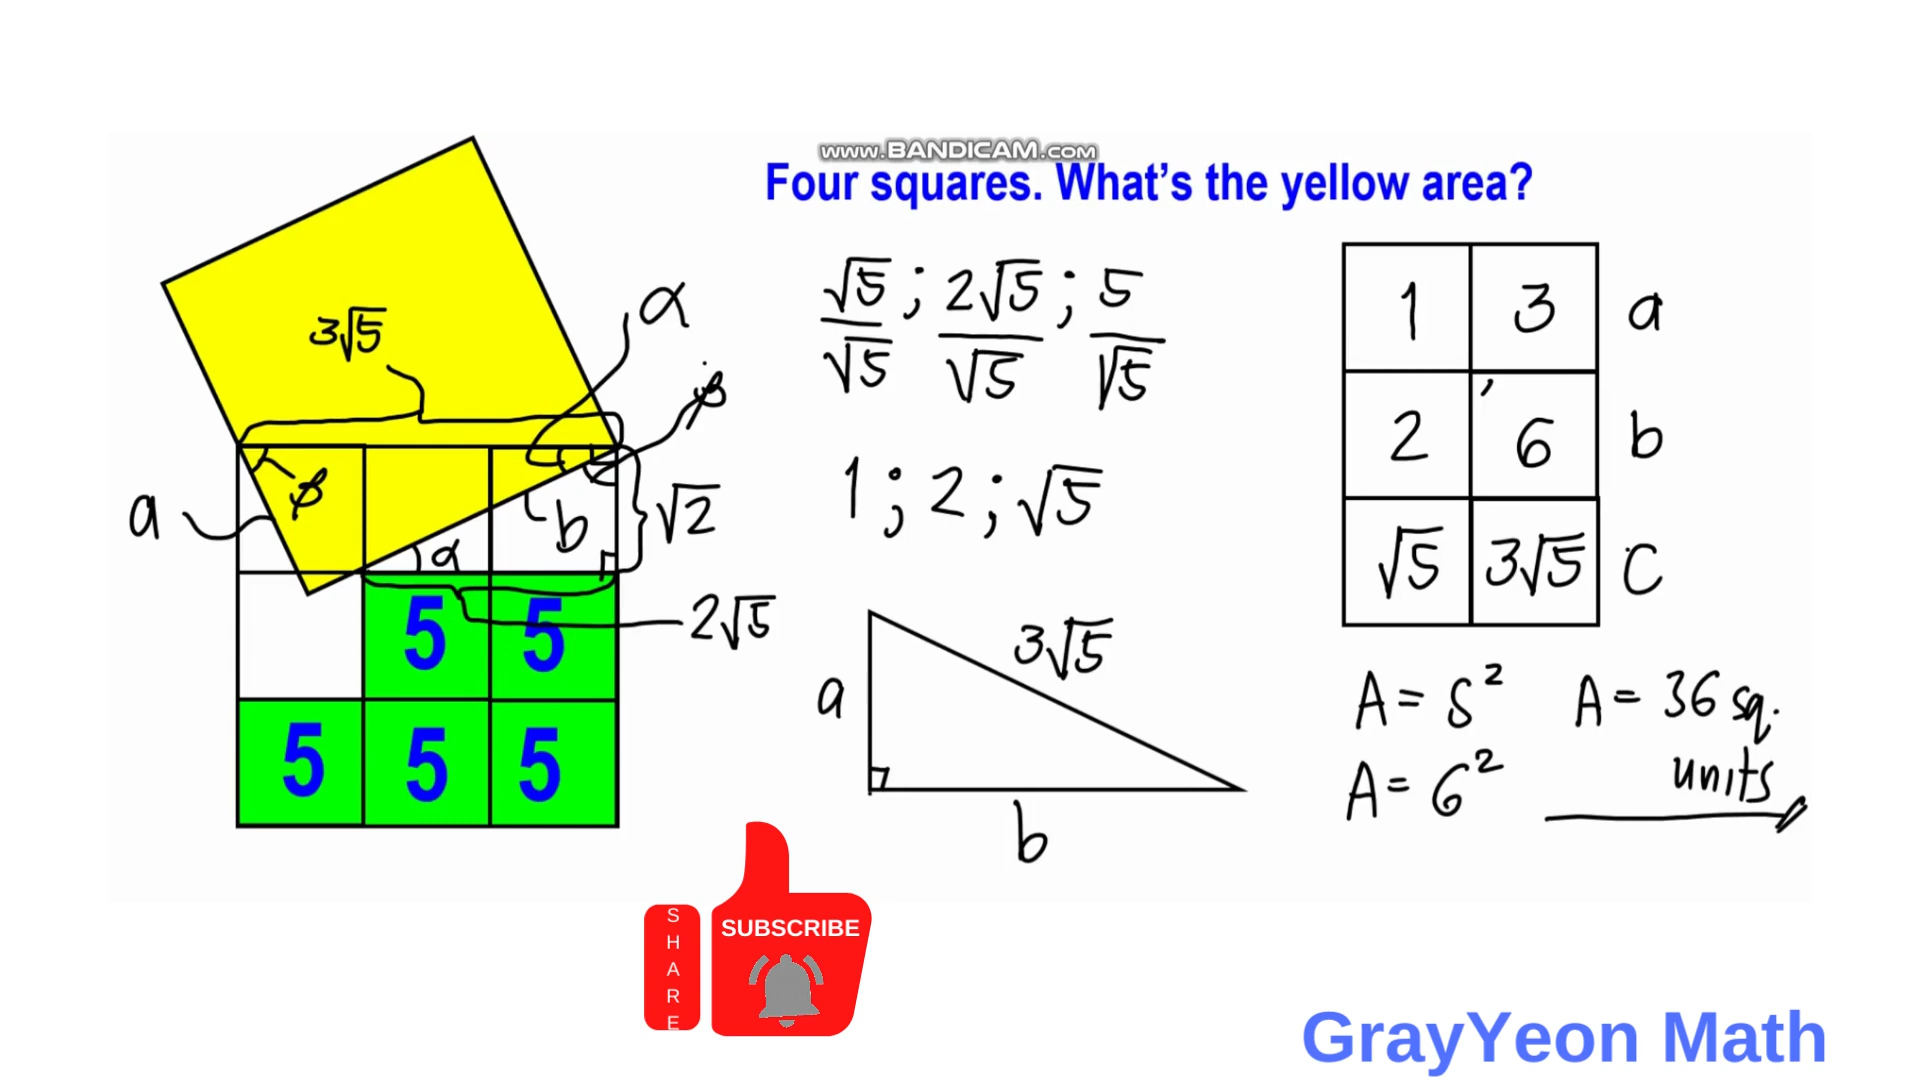 www.BANDICAM.com
Four squares. What's the yellow area?
3√5
α
β
a
β
b
α
√2
2√5
5 5
5 5 5
√5/√5 ; 2√5/√5 ; 5/√5
1 ; 2 ; √5
a
3√5
b
1 3 a
2 6 b
√5 3√5 c
A = s²
A = 6²
A = 36 sq.
units
SHARE
SUBSCRIBE
GrayYeon Math